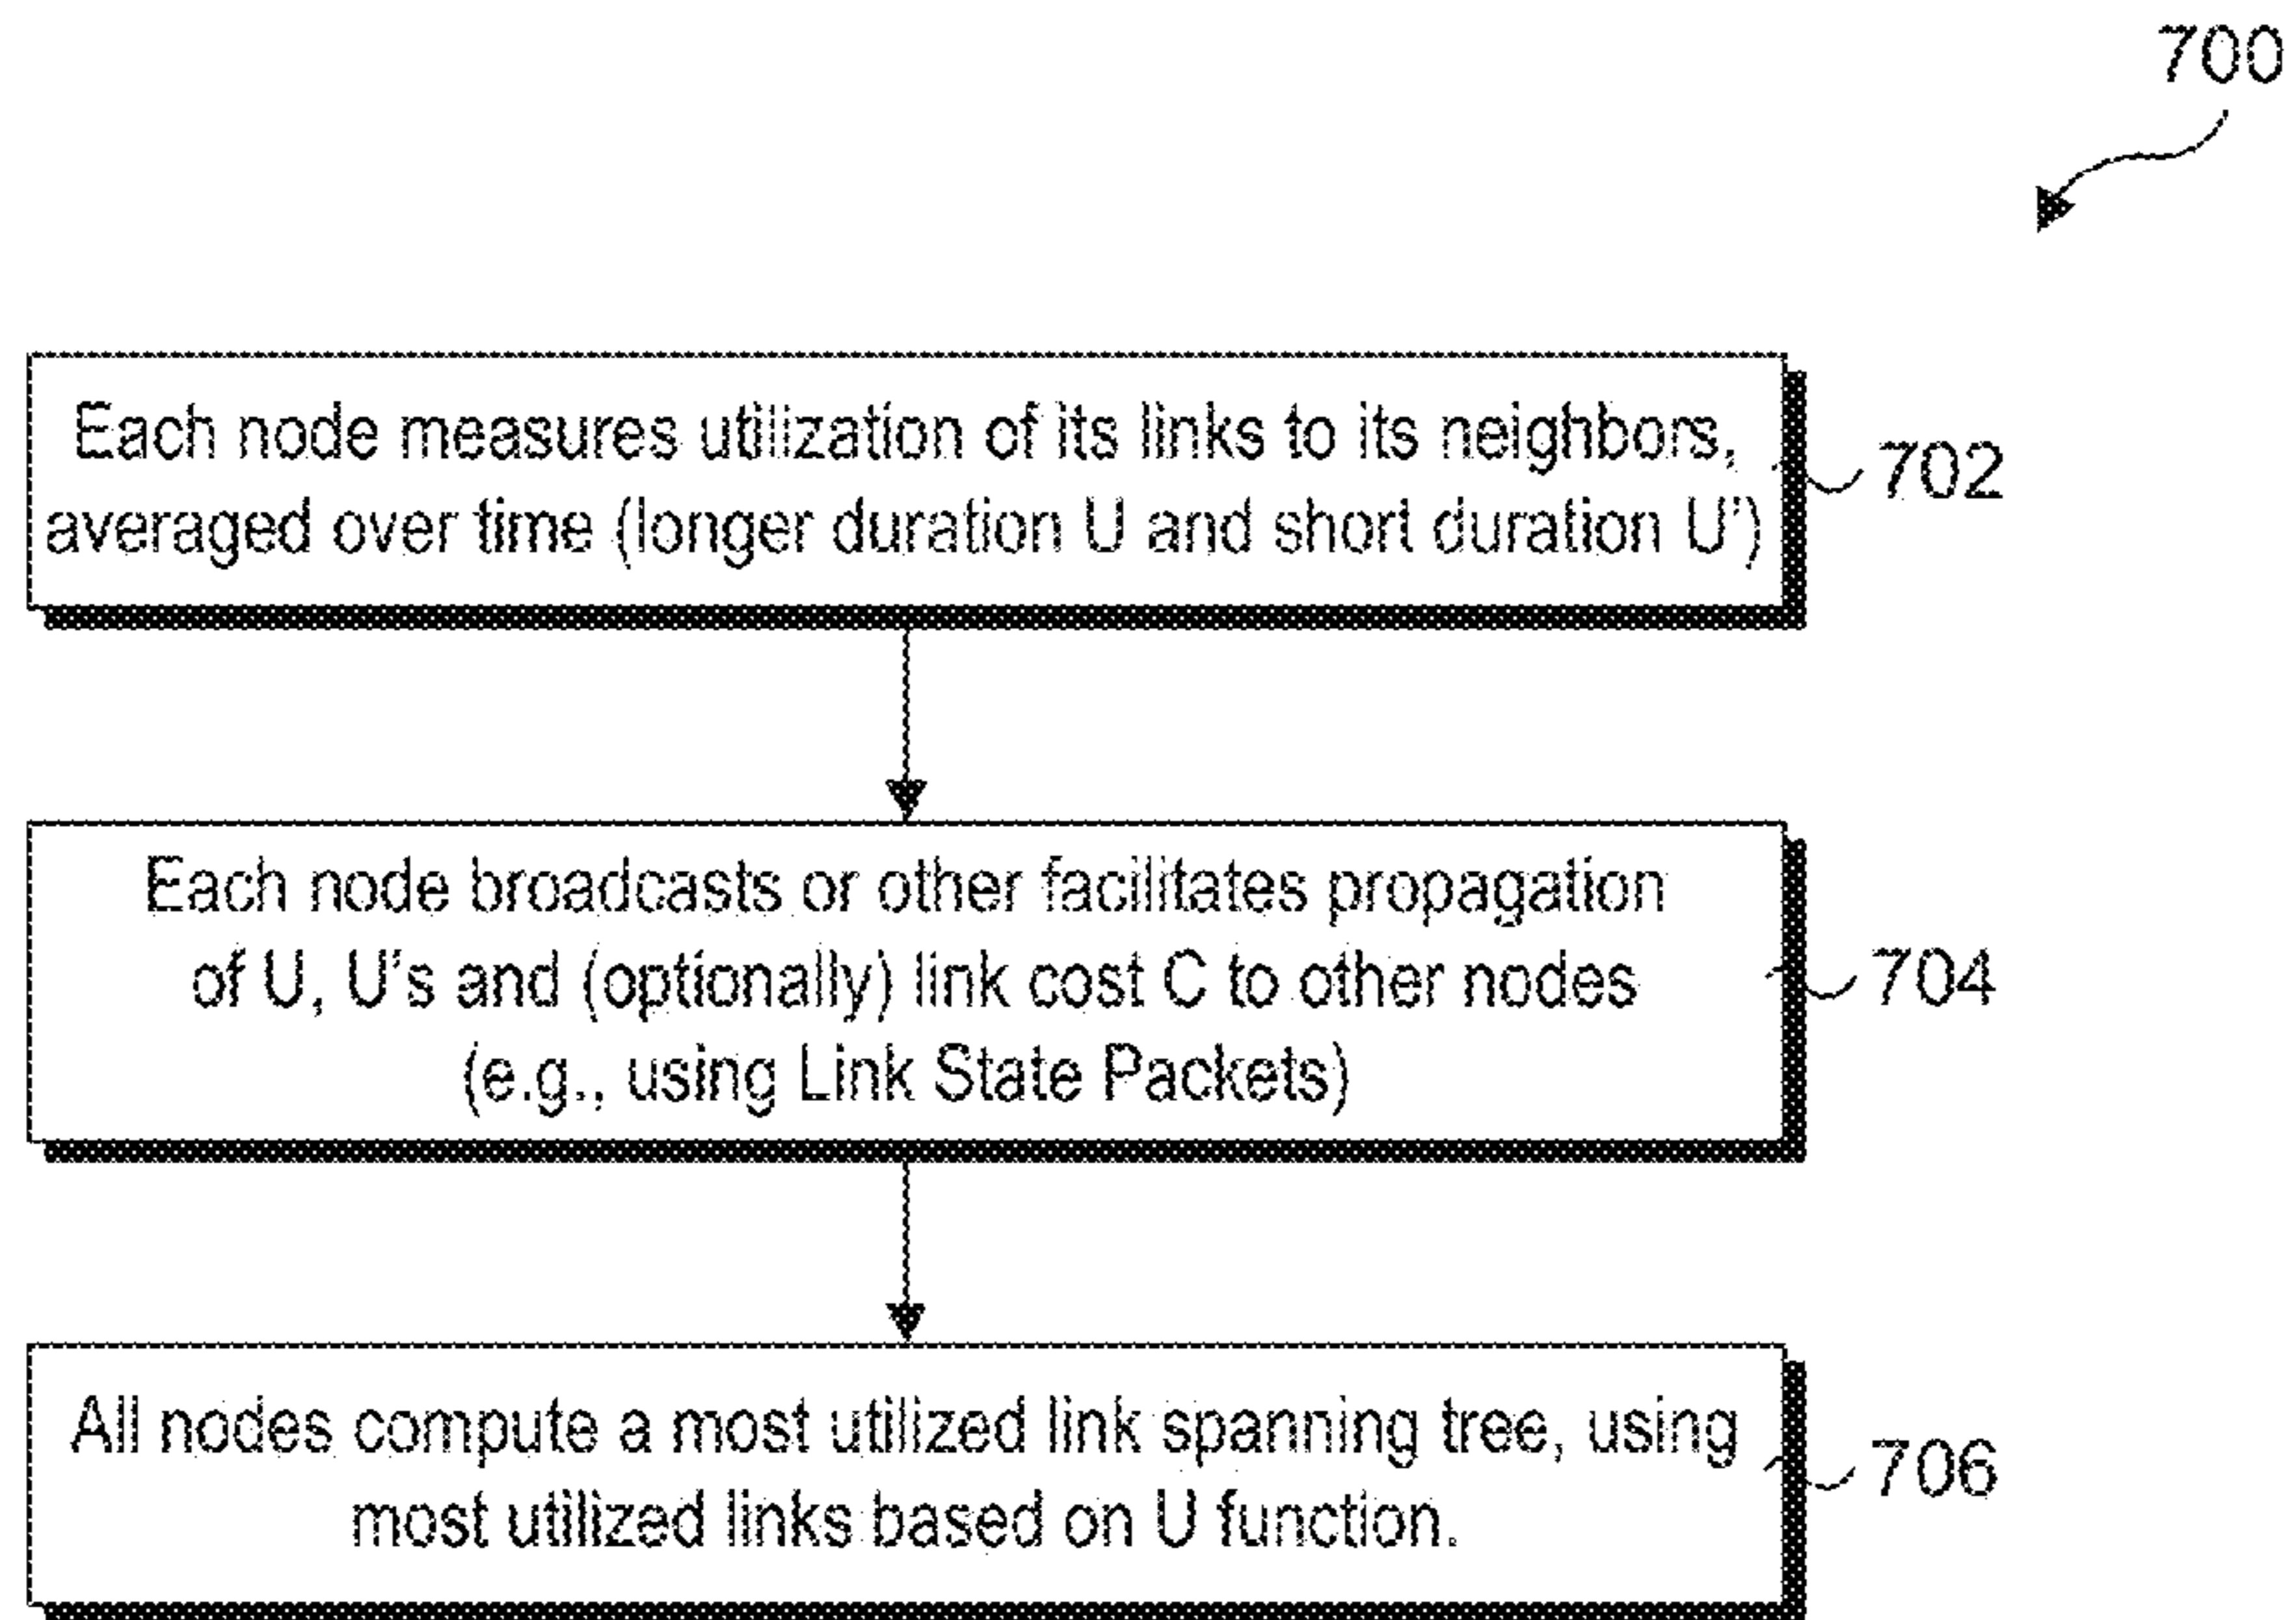 700
Each node measures utilization of its links to its neighbors,
averaged over time (longer duration U and short duration U')
702
Each node broadcasts or other facilitates propagation
of U, U's and (optionally) link cost C to other nodes
(e.g., using Link State Packets)
704
All nodes compute a most utilized link spanning tree, using
most utilized links based on U function.
706